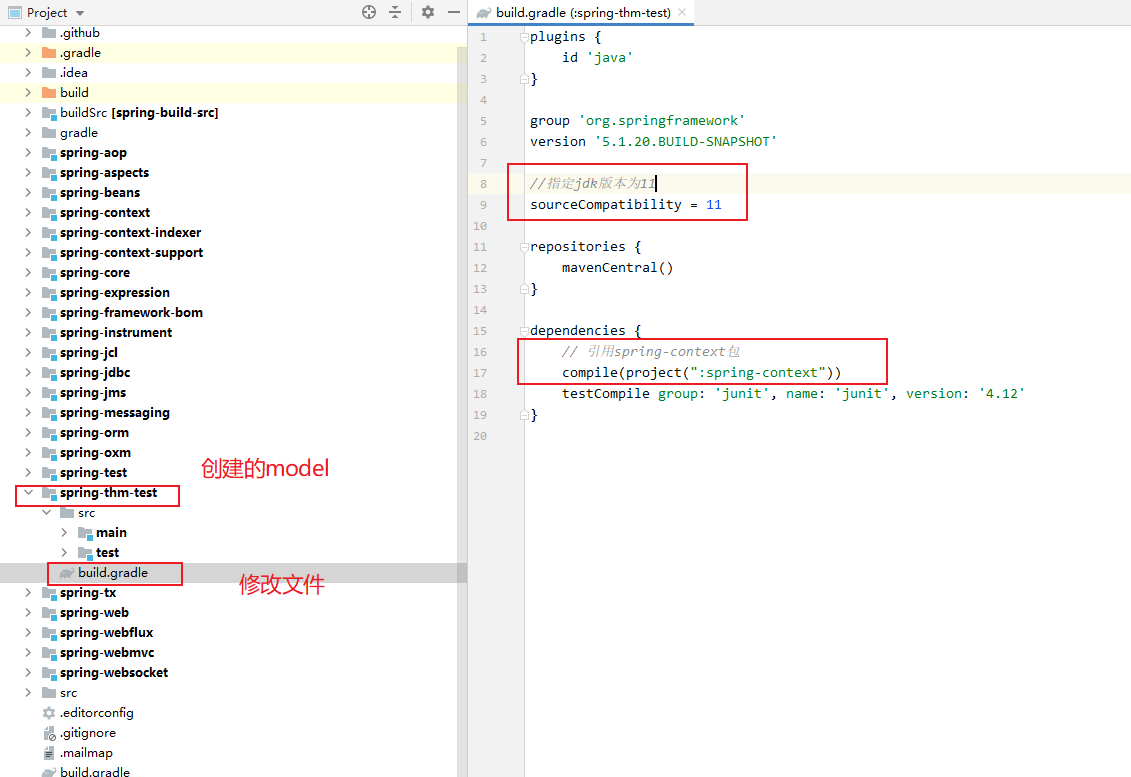 Project
.github
.gradle
.idea
build
buildSrc [spring-build-src]
gradle
spring-aop
spring-aspects
spring-beans
spring-context
spring-context-indexer
spring-context-support
spring-core
spring-expression
spring-framework-bom
spring-instrument
spring-jcl
spring-jdbc
spring-jms
spring-messaging
spring-orm
spring-oxm
spring-test
创建的model
spring-thm-test
src
main
test
build.gradle
修改文件
spring-tx
spring-web
spring-webflux
spring-webmvc
spring-websocket
src
.editorconfig
.gitignore
.mailmap
build.gradle
build.gradle (:spring-thm-test)
1 plugins {
2 id 'java'
3 }
4
5 group 'org.springframework'
6 version '5.1.20.BUILD-SNAPSHOT'
7
8 //指定jdk版本为11
9 sourceCompatibility = 11
10
11 repositories {
12 mavenCentral()
13 }
14
15 dependencies {
16 // 引用spring-context包
17 compile(project(":spring-context"))
18 testCompile group: 'junit', name: 'junit', version: '4.12'
19 }
20